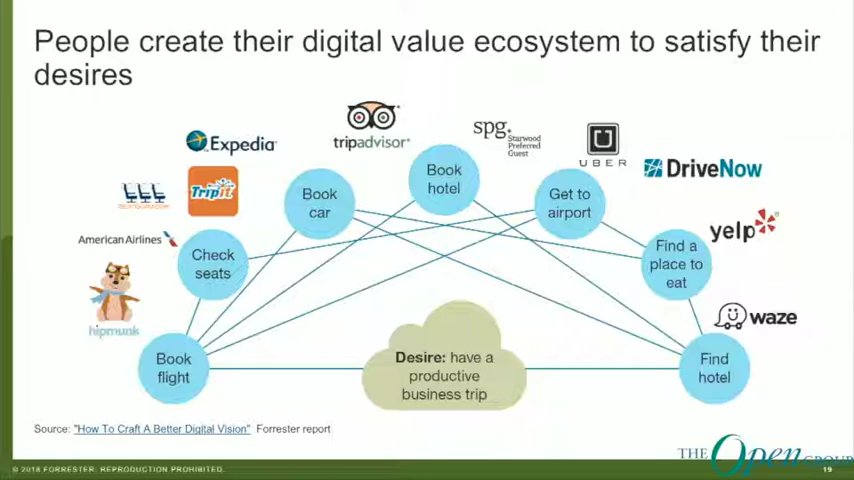 People create their digital value ecosystem to satisfy their
desires
Expedia
tripadvisor
spg.
Starwood
Preferred
Guest
UBER
DriveNow
TripIt
American Airlines
hipmunk
yelp
waze
Book
flight
Check
seats
Book
car
Book
hotel
Get to
airport
Find a
place to
eat
Find
hotel
Desire: have a
productive
business trip
Source: "How To Craft A Better Digital Vision" Forrester report
© 2018 FORRESTER. REPRODUCTION PROHIBITED.
THE Open GROUP
19